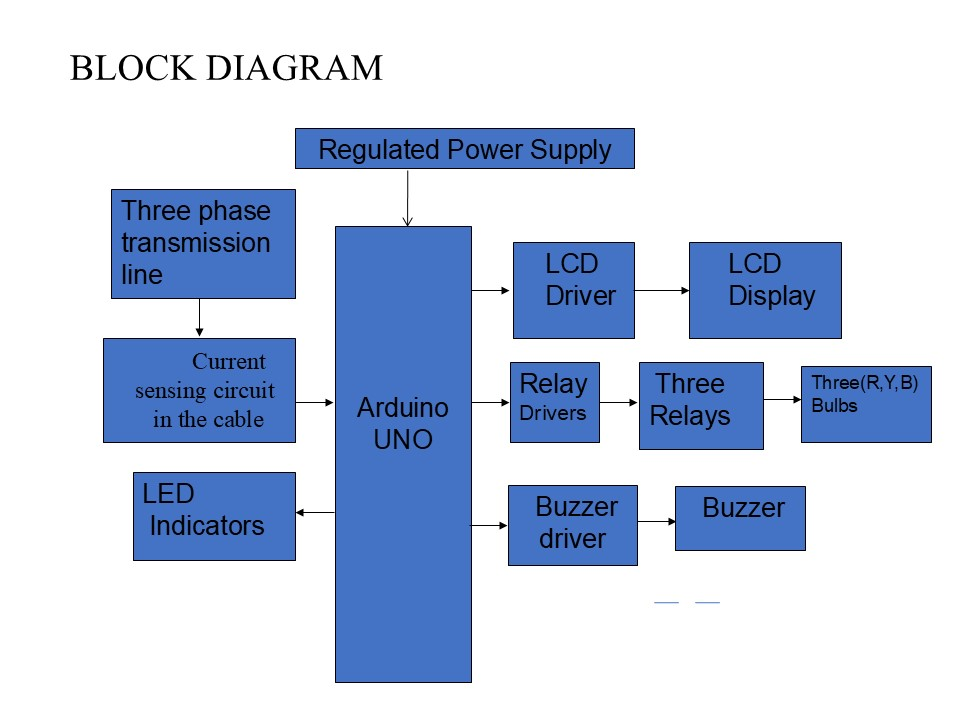 BLOCK DIAGRAM
Regulated Power Supply
Three phase
transmission
line
Current
sensing circuit
in the cable
LED
Indicators
Arduino
UNO
LCD
Driver
LCD
Display
Relay
Drivers
Three
Relays
Three(R,Y,B)
Bulbs
Buzzer
driver
Buzzer